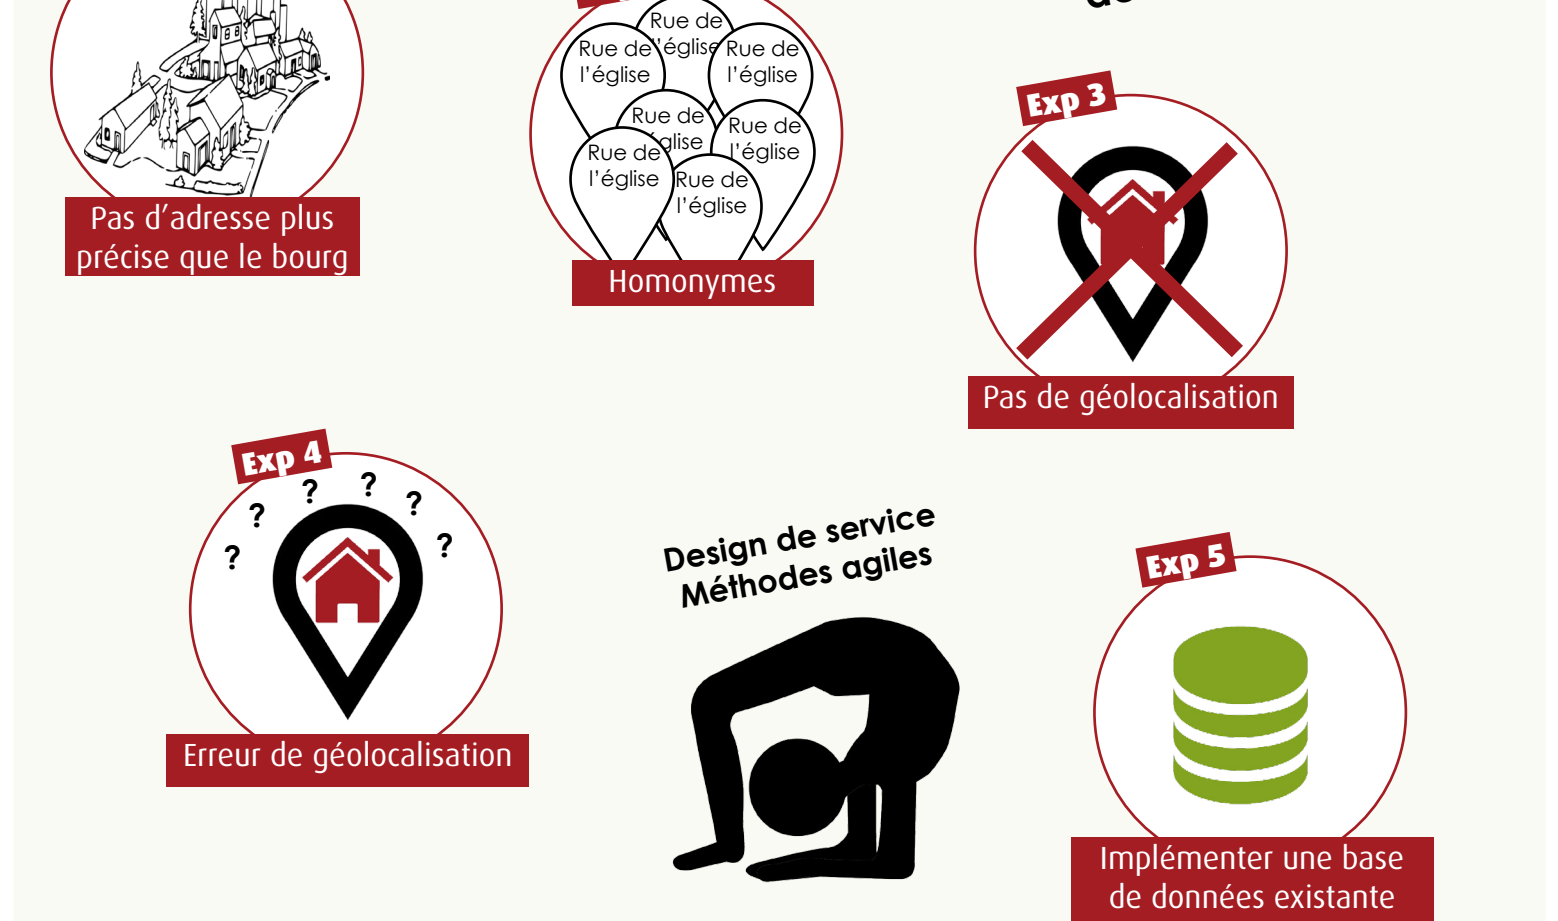 Pas d'adresse plus
précise que le bourg
Rue de
l'église
Rue de
l'église
Rue de
l'église
Rue de
Rue de
l'église
Rue de
l'église
Rue de
l'église
Homonymes
Exp 3
Pas de géolocalisation
Exp 4
? ? ? ? ? ?
Erreur de géolocalisation
Design de service
Méthodes agiles
Exp 5
Implémenter une base
de données existante